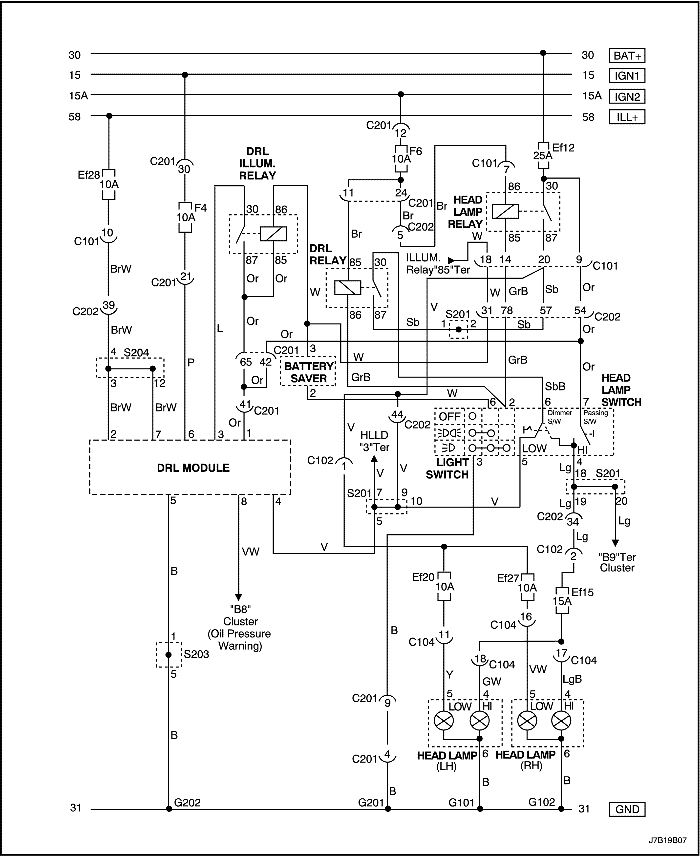 30 30 BAT+
15 15 IGN1
15A 15A IGN2
58 58 ILL+
C201 12
Ef12 25A
DRL ILLUM. RELAY
C201 30
F6 10A
C101 7
Ef28 10A
F4 10A
30 86
87 85
11 24 C201
Br Br
C202 5
Br
HEAD LAMP RELAY
86 30
85 87
C101 10
BrW
C201 21
Or Or
DRL RELAY
85 30
86 87
W
ILLUM. Relay"85"Ter
W
18 14 20 9 C101
W GrB Sb Or
C202 39
BrW
L
P
Or Or
V
31 78 57 54 C202
Sb
S201
1 2
Sb
Or
S204
4
3 12
BrW BrW
65 42 C201
Or
Or
41 C201
Or
3
BATTERY SAVER
2
W
GrB
GrB
W
SbB
Or
HEAD LAMP SWITCH
6 2 6 7
OFF
Dimmer S/W
Passing S/W
LOW HI
LIGHT SWITCH
3 5 4
44 C202
V
HLLD "3"Ter
C102 1
V V
2 7 6 3 1
DRL MODULE
5 8 4
S201
7 9
10
5
V
V
Lg
18
S201
19 20
C202 34
Lg
Lg
C102 2
"B9"Ter Cluster
B
VW
"B8" Cluster (Oil Pressure Warning)
Ef20 10A
Ef27 10A
Ef15 15A
1
S203
5
B
B
11 C104
16 C104
18 C104
17 C104
Y GW VW LgB
5 4 5 4
LOW HI LOW HI
C201 9
HEAD LAMP (LH)
6
HEAD LAMP (RH)
6
C201 4
B
B
B
31 G202 G201 G101 G102 31 GND
J7B19B07